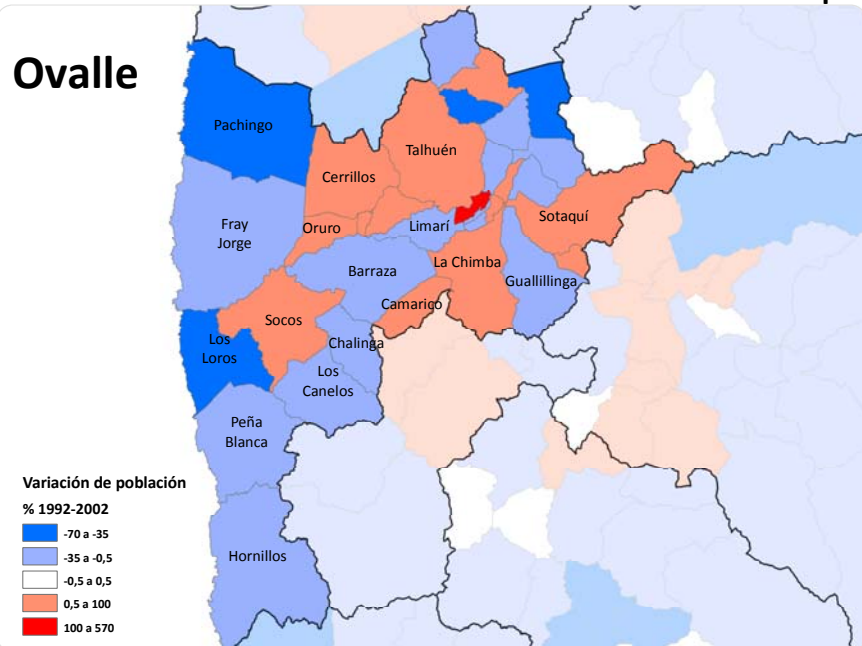 Ovalle
Pachingo
Talhuén
Cerrillos
Fray
Jorge
Oruro
Limarí
Sotaquí
Barraza
La Chimba
Guallillinga
Camarico
Socos
Los
Loros
Chalinga
Los
Canelos
Peña
Blanca
Hornillos
Variación de población
% 1992-2002
-70 a -35
-35 a -0,5
-0,5 a 0,5
0,5 a 100
100 a 570